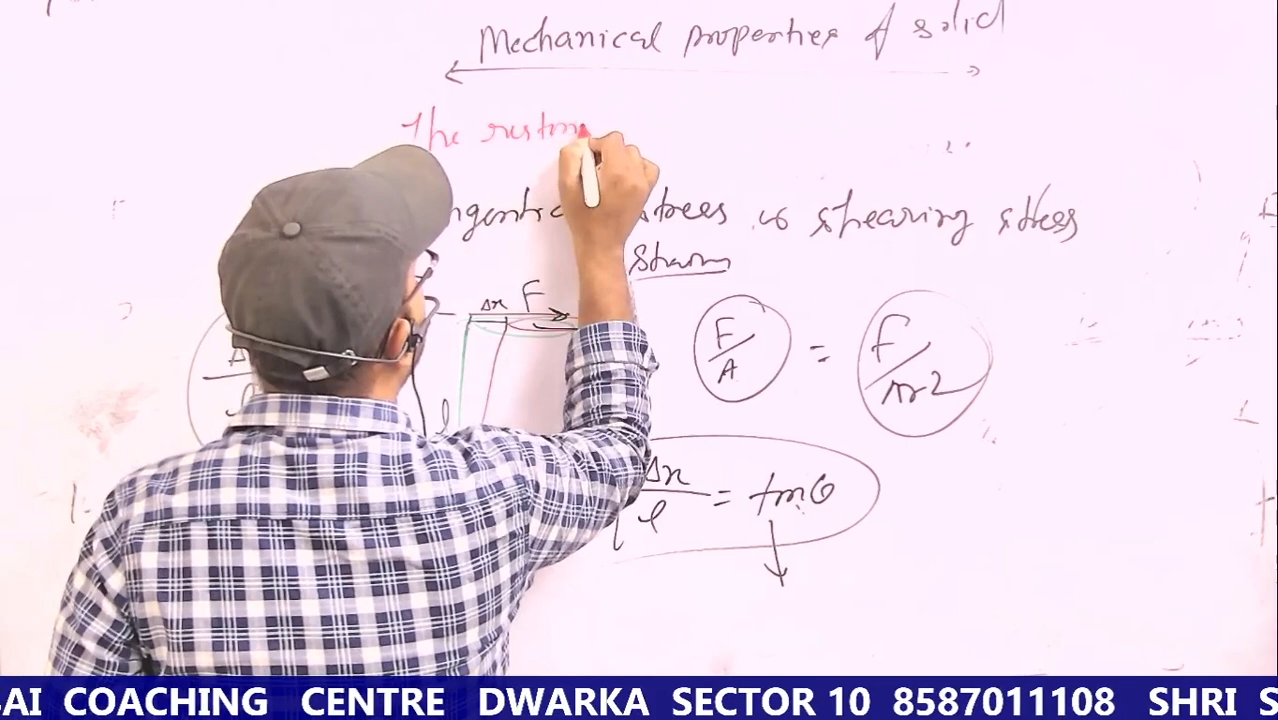 Mechanical properties of solid
The restor
ngential stress is shearing stress
strain
Δx F
F/A = F/πr2
l
Δx/l = tanθ
AI COACHING CENTRE DWARKA SECTOR 10 8587011108 SHRI S